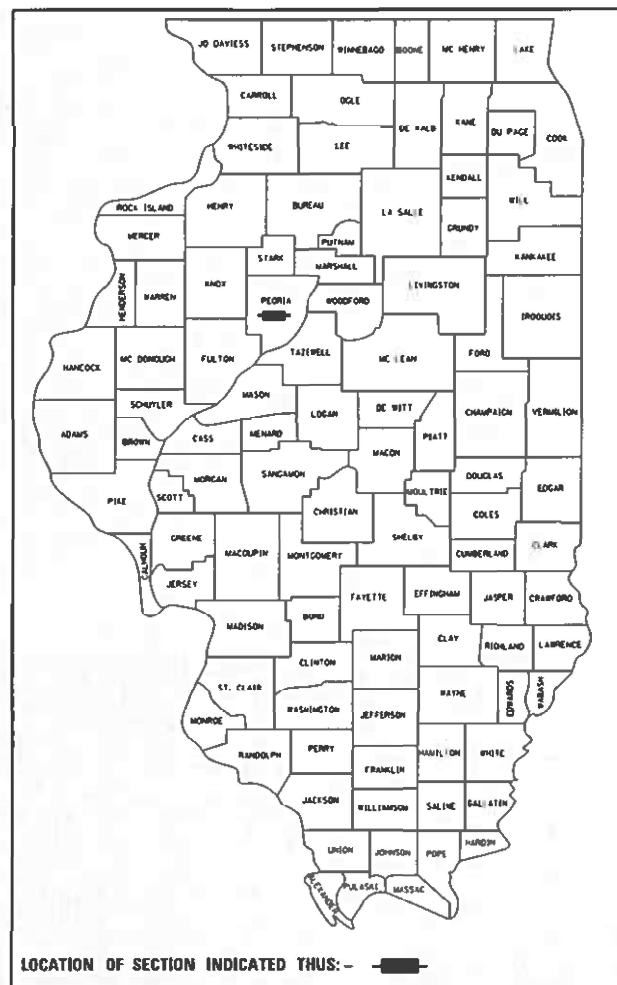 JO DAVIESS STEPHENSON WINNEBAGO BOONE MC HENRY LAKE
CARROLL OGLE DE KALB KANE DU PAGE COOK
WHITESIDE LEE KENDALL WILL
ROCK ISLAND HENRY BUREAU LA SALLE GRUNDY
MERCER PUTNAM KANKAKEE
STARK MARSHALL
HENDERSON WARREN KNOX PEORIA WOODFORD LIVINGSTON IROQUOIS
HANCOCK MC DONOUGH FULTON TAZEWELL MC LEAN FORD
SCHUYLER MASON LOGAN DE WITT CHAMPAIGN VERMILION
ADAMS BROWN CASS MENARD PIATT
MACON
MORGAN SANGAMON DOUGLAS EDGAR
PIKE SCOTT CHRISTIAN MOULTRIE COLES
GREENE MACOUPIN MONTGOMERY SHELBY CUMBERLAND CLARK
CALHOUN JERSEY
FAYETTE EFFINGHAM JASPER CRAWFORD
MADISON BOND CLAY RICHLAND LAWRENCE
CLINTON MARION
ST. CLAIR WAYNE EDWARDS WABASH
MONROE WASHINGTON JEFFERSON
RANDOLPH PERRY HAMILTON WHITE
FRANKLIN
JACKSON WILLIAMSON SALINE GALLATIN
UNION JOHNSON POPE HARDIN
ALEXANDER PULASKI MASSAC
LOCATION OF SECTION INDICATED THUS: -